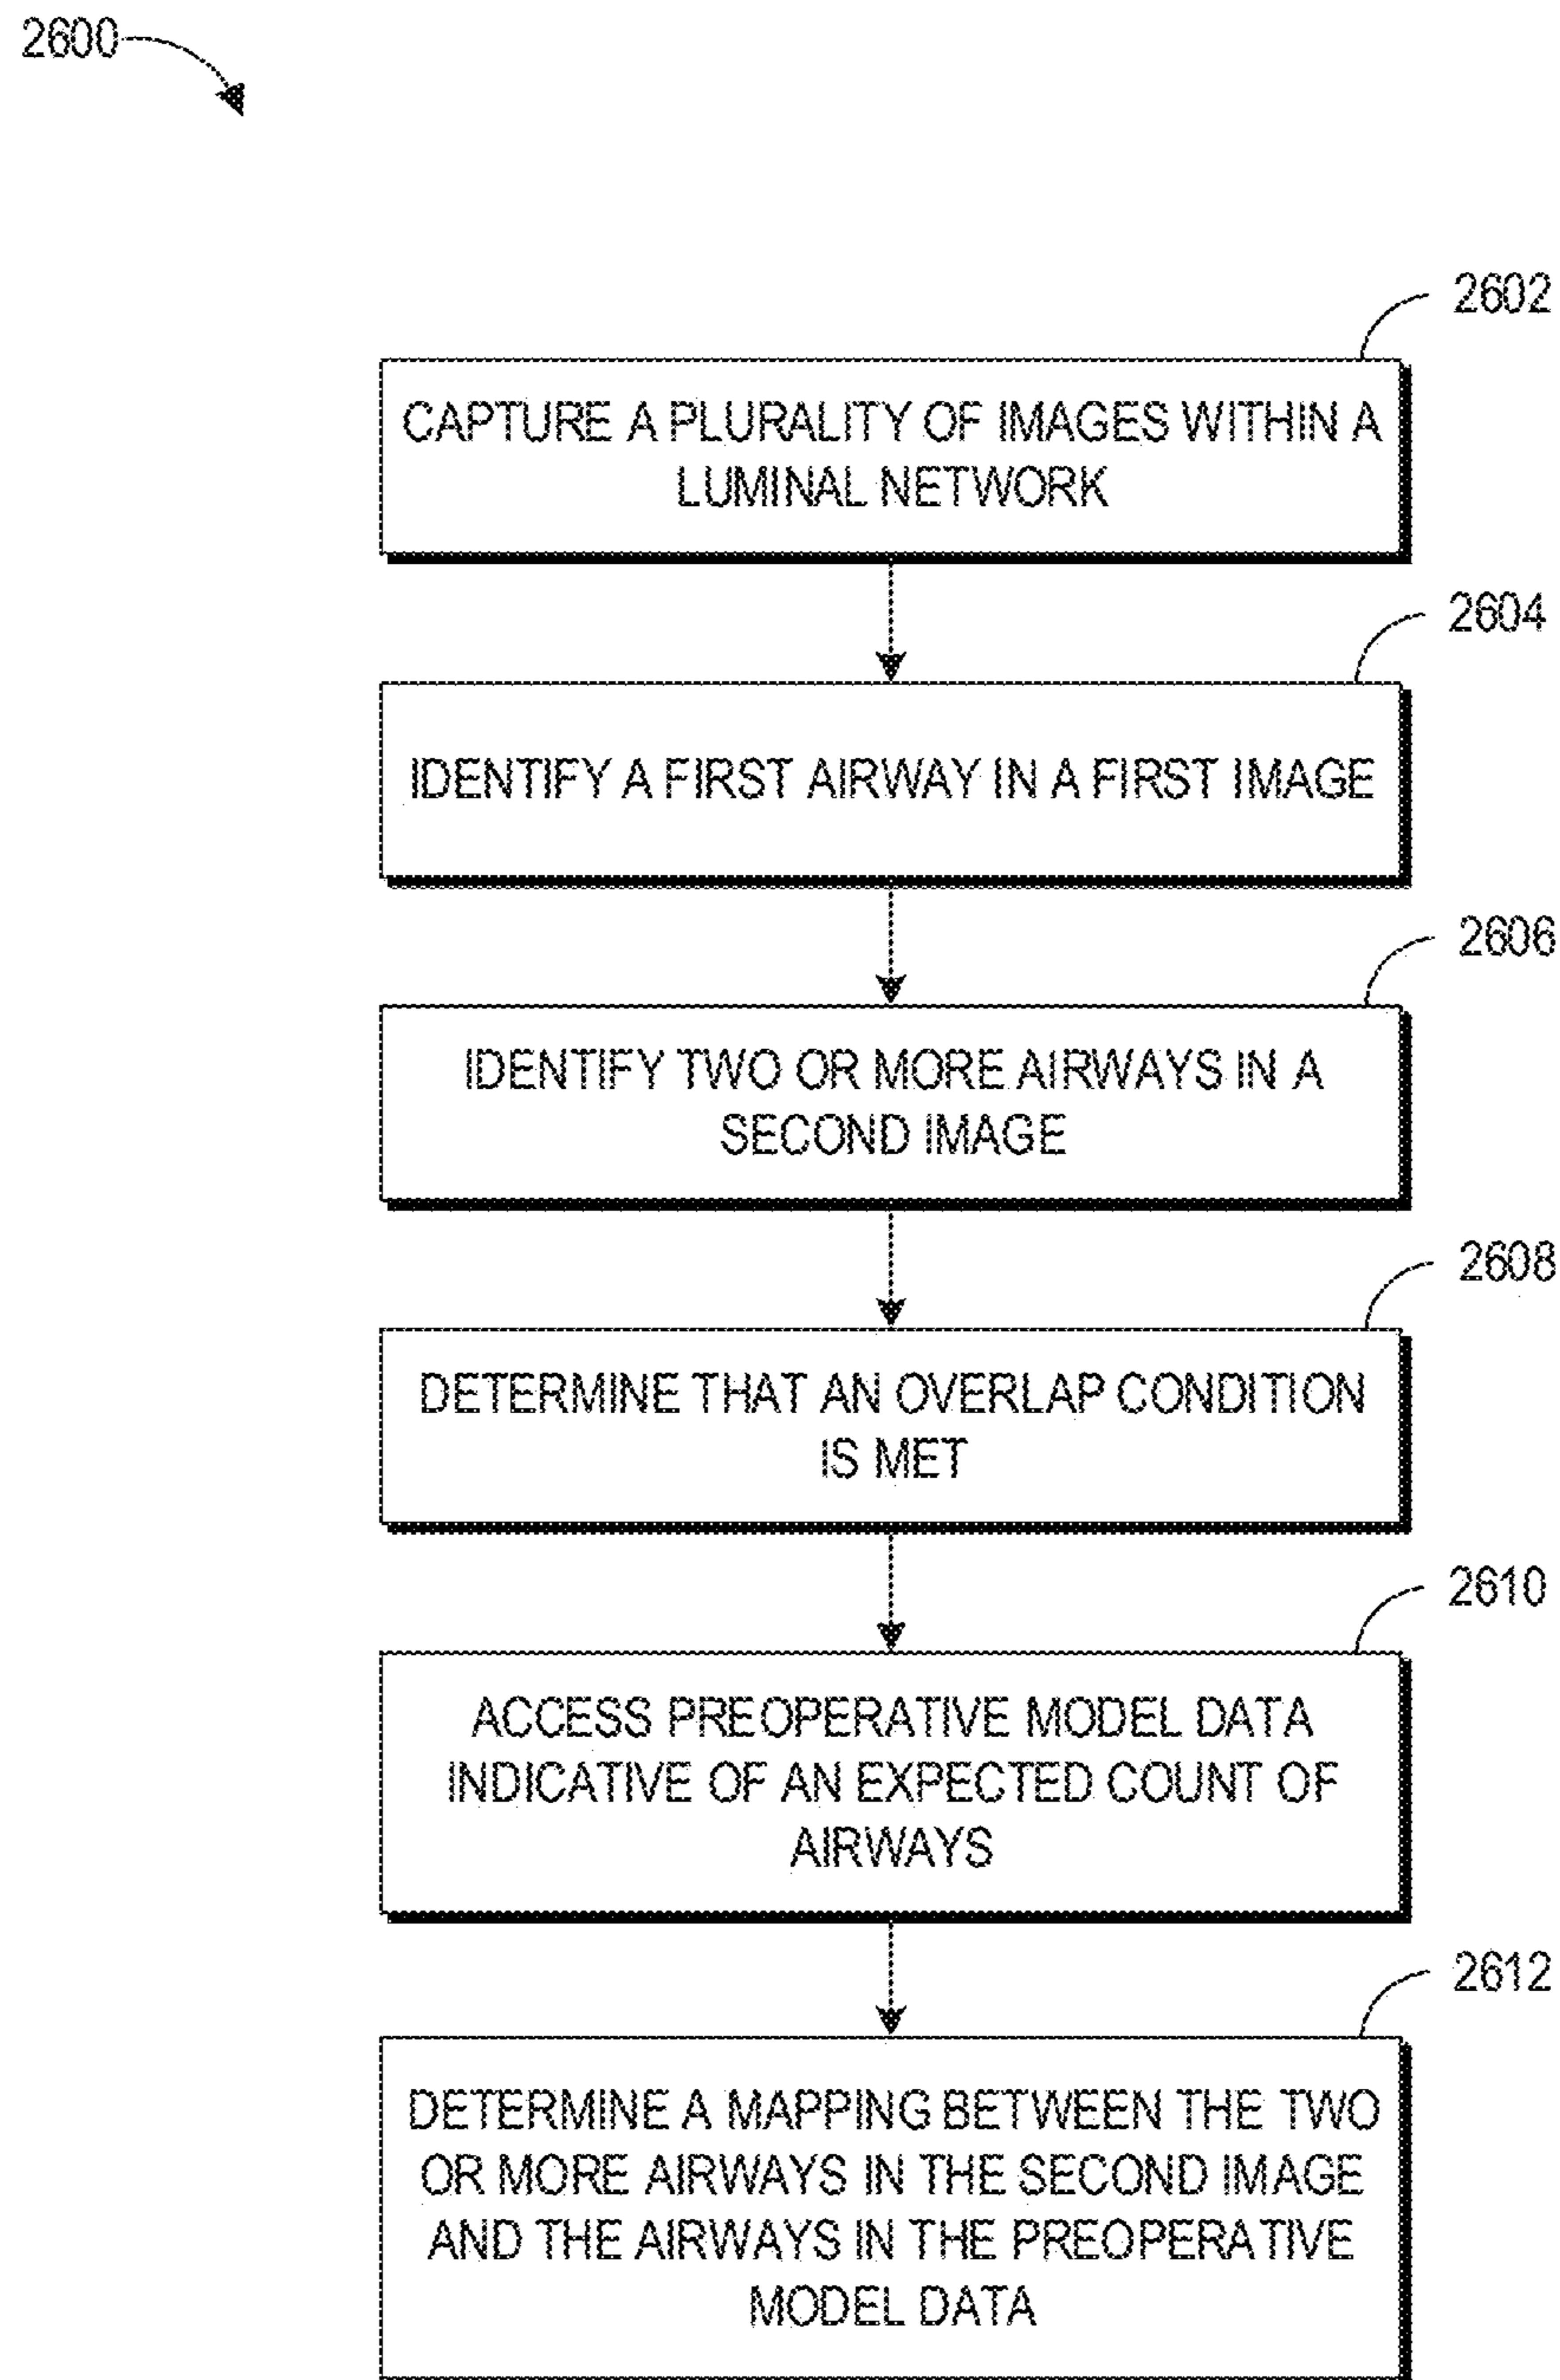 2600
2602
CAPTURE A PLURALITY OF IMAGES WITHIN A
LUMINAL NETWORK
2604
IDENTIFY A FIRST AIRWAY IN A FIRST IMAGE
2606
IDENTIFY TWO OR MORE AIRWAYS IN A
SECOND IMAGE
2608
DETERMINE THAT AN OVERLAP CONDITION
IS MET
2610
ACCESS PREOPERATIVE MODEL DATA
INDICATIVE OF AN EXPECTED COUNT OF
AIRWAYS
2612
DETERMINE A MAPPING BETWEEN THE TWO
OR MORE AIRWAYS IN THE SECOND IMAGE
AND THE AIRWAYS IN THE PREOPERATIVE
MODEL DATA